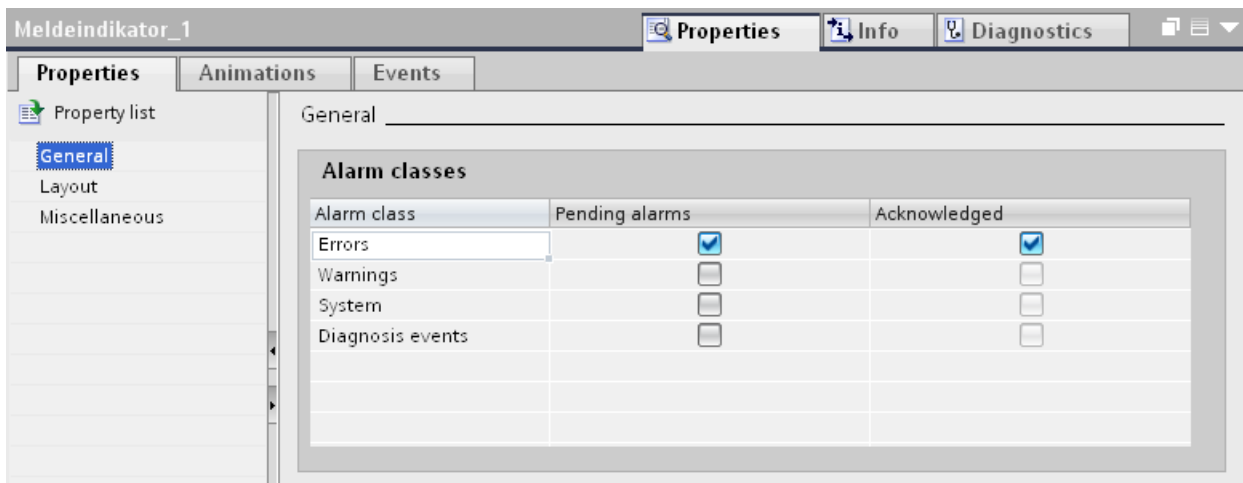 Meldeindikator_1 Properties Info Diagnostics
Properties Animations Events
Property list
General
Layout
Miscellaneous
General
Alarm classes
Alarm class Pending alarms Acknowledged
Errors
Warnings
System
Diagnosis events